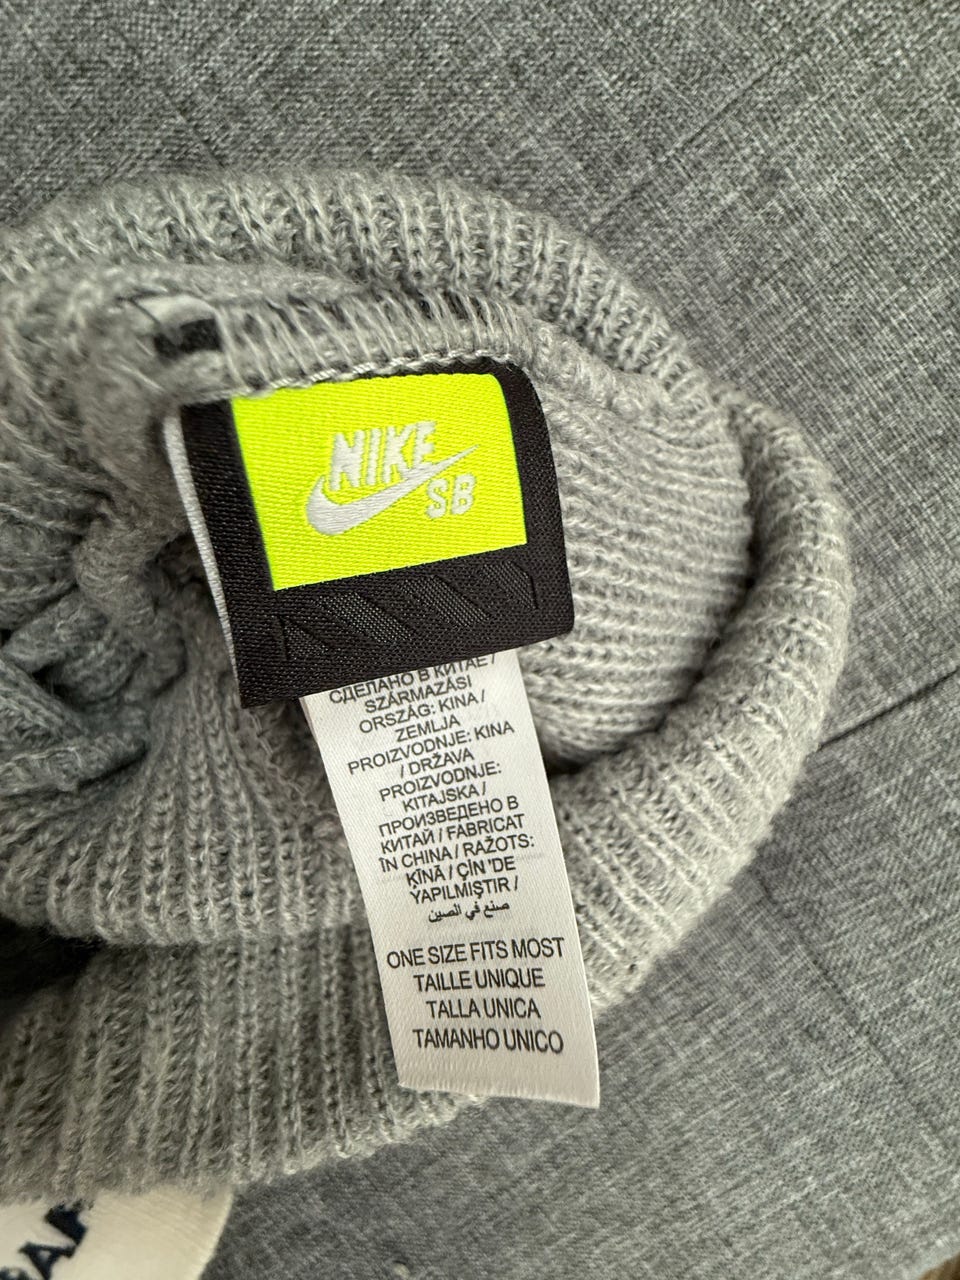 NIKE
SB
СДЕЛАНО В КИТАЕ /
SZÁRMAZÁSI
ORSZÁG: KINA /
ZEMLJA
PROIZVODNJE: KINA
/ DRŽAVA
PROIZVODNJE:
KITAJSKA /
ПРОИЗВЕДЕНО В
КИТАЙ / FABRICAT
ÎN CHINA / RAŽOTS:
ĶĪNĀ / ÇİN 'DE
YAPILMIŞTIR /
صنع في الصين
ONE SIZE FITS MOST
TAILLE UNIQUE
TALLA UNICA
TAMANHO UNICO